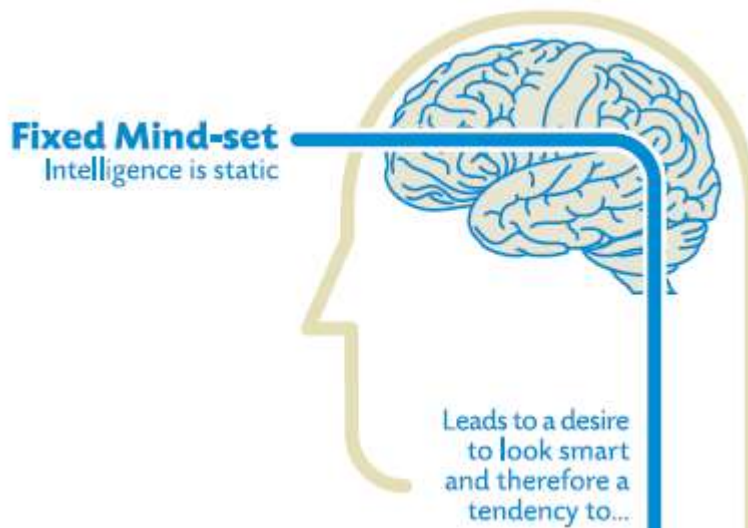 Fixed Mind-set
Intelligence is static
Leads to a desire
to look smart
and therefore a
tendency to...